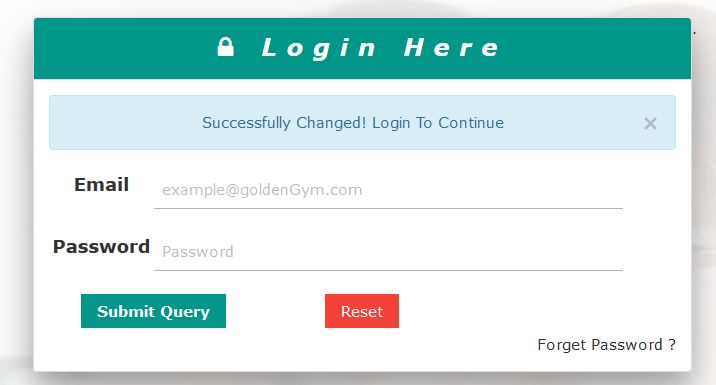 Login Here
Successfully Changed! Login To Continue ×
Email example@goldenGym.com
Password Password
Submit Query Reset
Forget Password ?